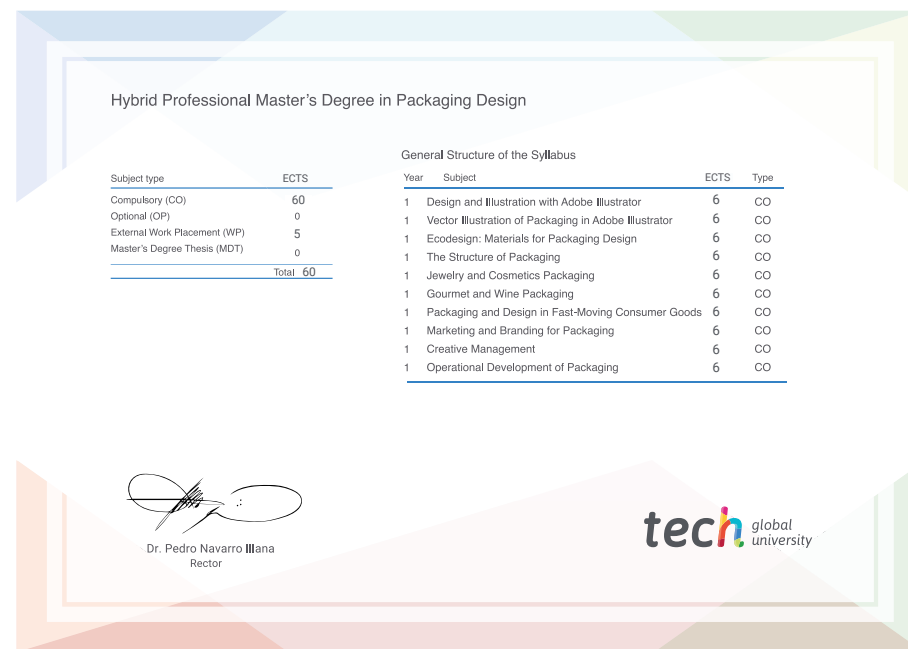 Hybrid Professional Master's Degree in Packaging Design
Subject type ECTS
Compulsory (CO) 60
Optional (OP) 0
External Work Placement (WP) 5
Master's Degree Thesis (MDT) 0
Total 60
General Structure of the Syllabus
Year Subject ECTS Type
1 Design and Illustration with Adobe Illustrator 6 CO
1 Vector Illustration of Packaging in Adobe Illustrator 6 CO
1 Ecodesign: Materials for Packaging Design 6 CO
1 The Structure of Packaging 6 CO
1 Jewelry and Cosmetics Packaging 6 CO
1 Gourmet and Wine Packaging 6 CO
1 Packaging and Design in Fast-Moving Consumer Goods 6 CO
1 Marketing and Branding for Packaging 6 CO
1 Creative Management 6 CO
1 Operational Development of Packaging 6 CO
Dr. Pedro Navarro Illana
Rector
tech global
university